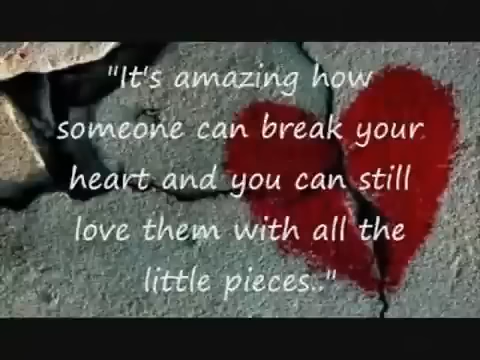 "It's amazing how
someone can break your
heart and you can still
love them with all the
little pieces.."